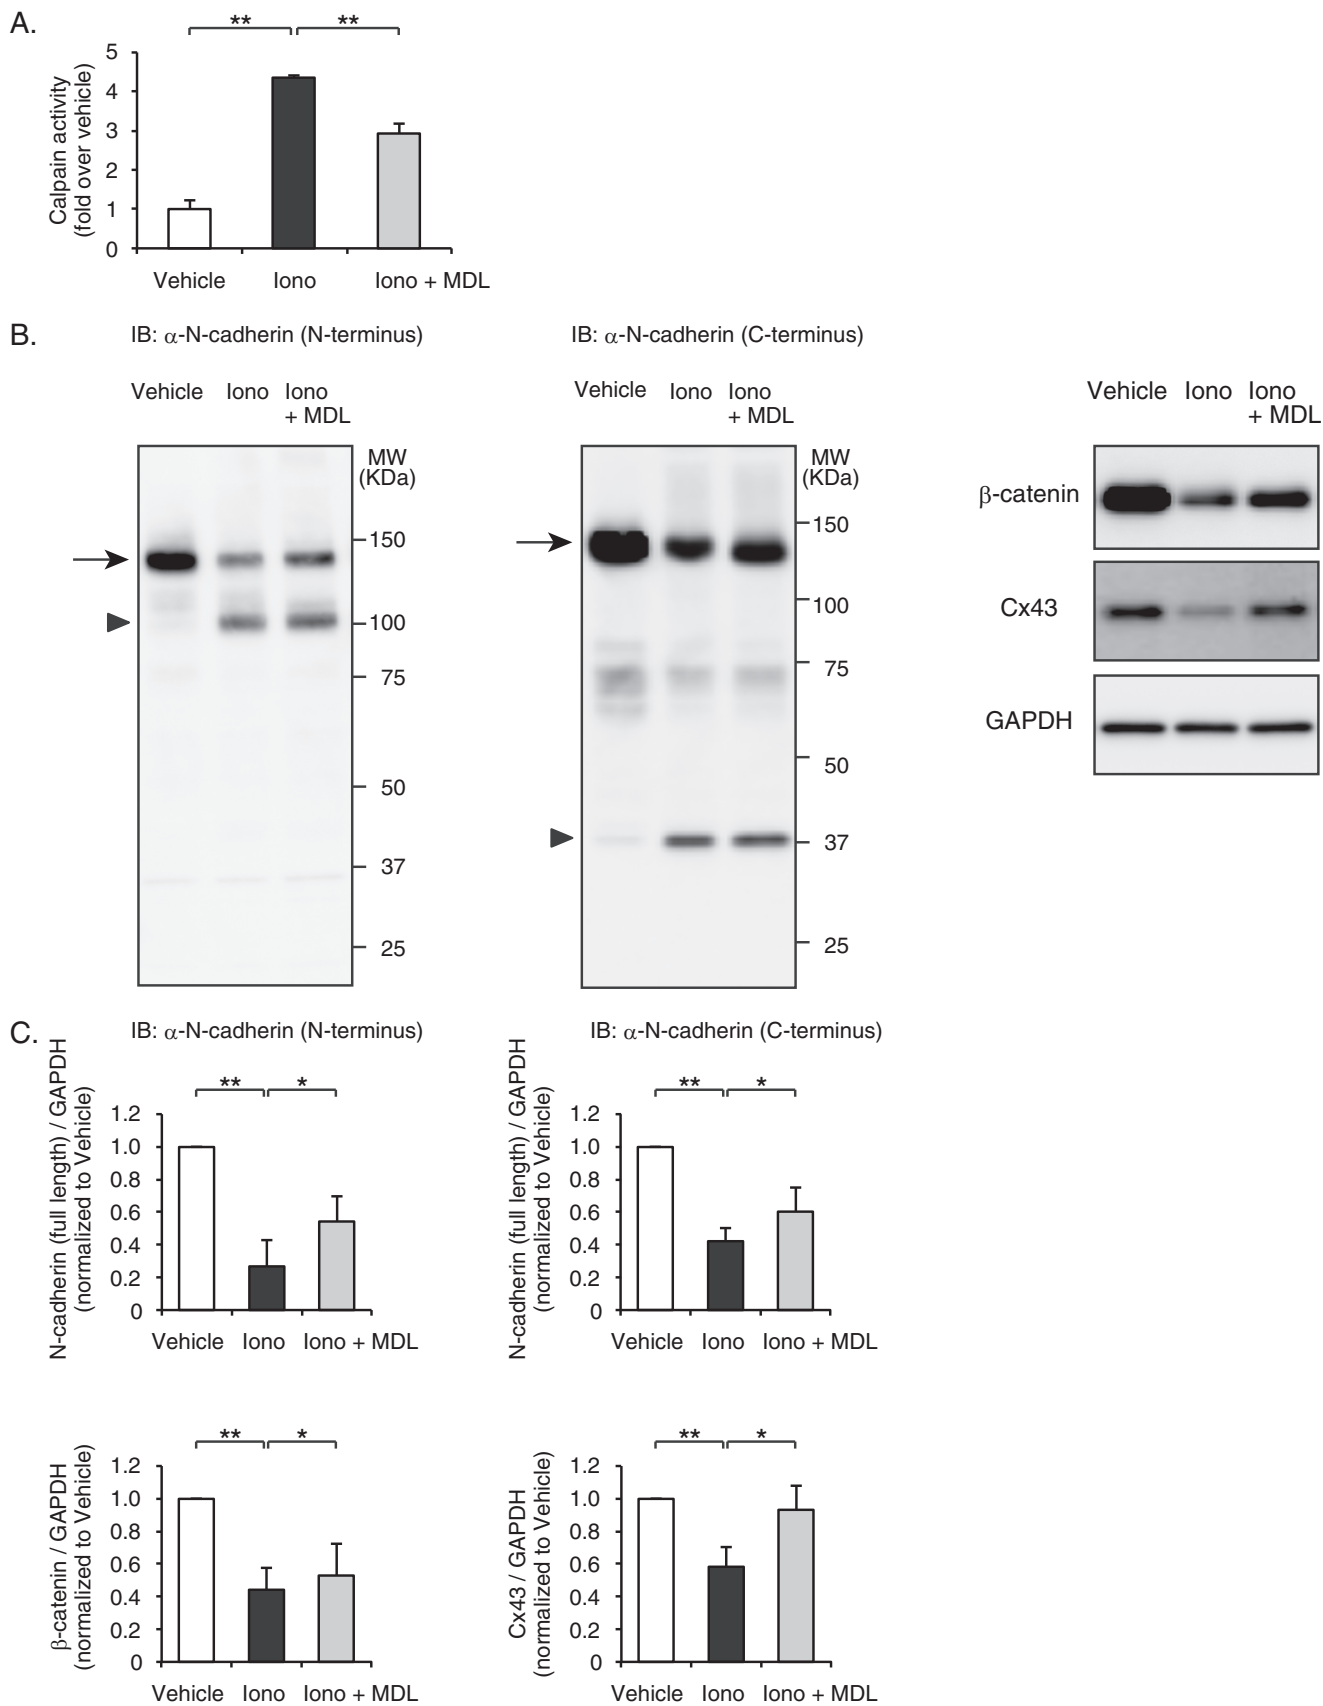 A.
** **
Calpain activity
(fold over vehicle)
5
4
3
2
1
0
Vehicle Iono Iono + MDL
B.
IB: α-N-cadherin (N-terminus)
Vehicle Iono Iono
+ MDL
MW
(KDa)
150
100
75
50
37
25
IB: α-N-cadherin (C-terminus)
Vehicle Iono Iono
+ MDL
MW
(KDa)
150
100
75
50
37
25
Vehicle Iono Iono
+ MDL
β-catenin
Cx43
GAPDH
C.
IB: α-N-cadherin (N-terminus)
** *
N-cadherin (full length) / GAPDH
(normalized to Vehicle)
1.2
1.0
0.8
0.6
0.4
0.2
0
Vehicle Iono Iono + MDL
IB: α-N-cadherin (C-terminus)
** *
N-cadherin (full length) / GAPDH
(normalized to Vehicle)
1.2
1.0
0.8
0.6
0.4
0.2
0
Vehicle Iono Iono + MDL
** *
β-catenin / GAPDH
(normalized to Vehicle)
1.2
1.0
0.8
0.6
0.4
0.2
0
Vehicle Iono Iono + MDL
** *
Cx43 / GAPDH
(normalized to Vehicle)
1.2
1.0
0.8
0.6
0.4
0.2
0
Vehicle Iono Iono + MDL